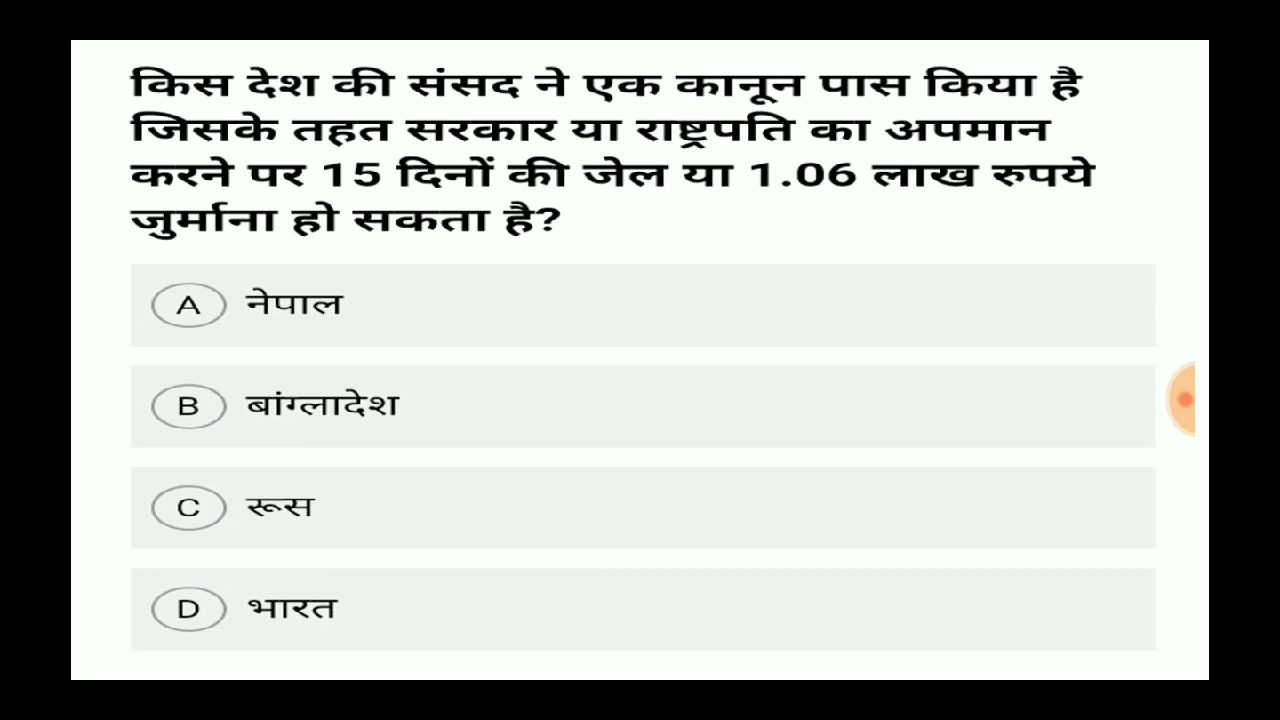 किस देश की संसद ने एक कानून पास किया है
जिसके तहत सरकार या राष्ट्रपति का अपमान
करने पर 15 दिनों की जेल या 1.06 लाख रुपये
जुर्माना हो सकता है?
A नेपाल
B बांग्लादेश
C रूस
D भारत